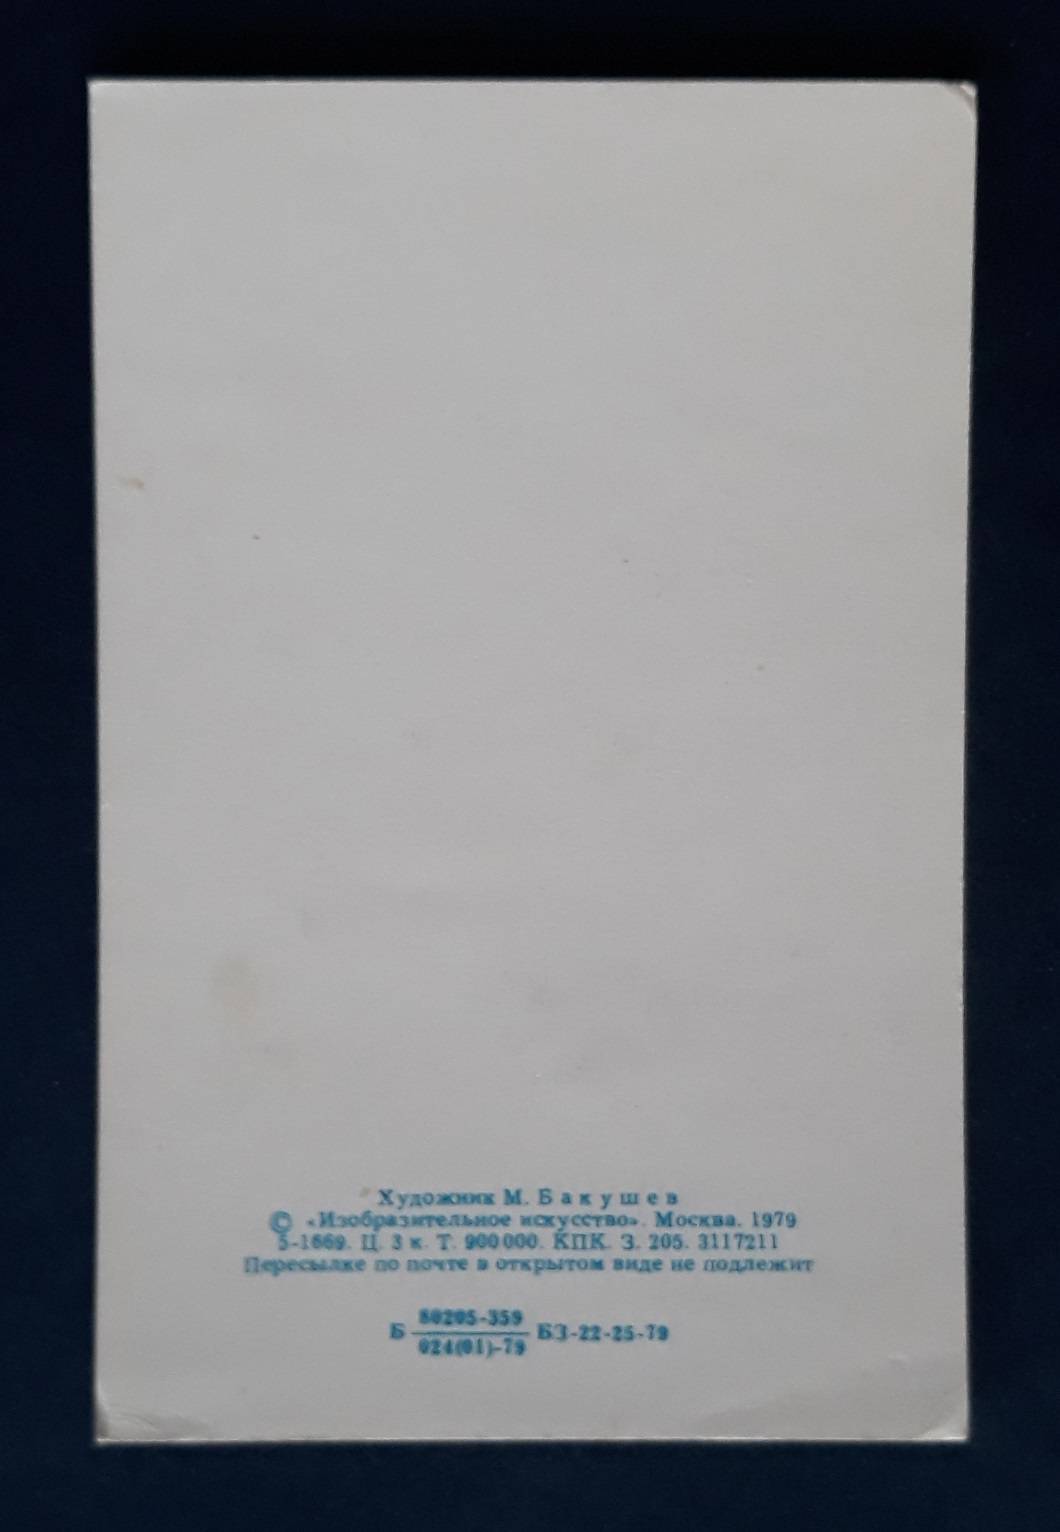 Художник М. Бакушев
© «Изобразительное искусство». Москва. 1979
5-1669. Ц. 3 к. Т. 900 000. КПК. З. 205. 3117211
Пересылке по почте в открытом виде не подлежит
Б 80205-359 БЗ-22-25-79
024(01)-79